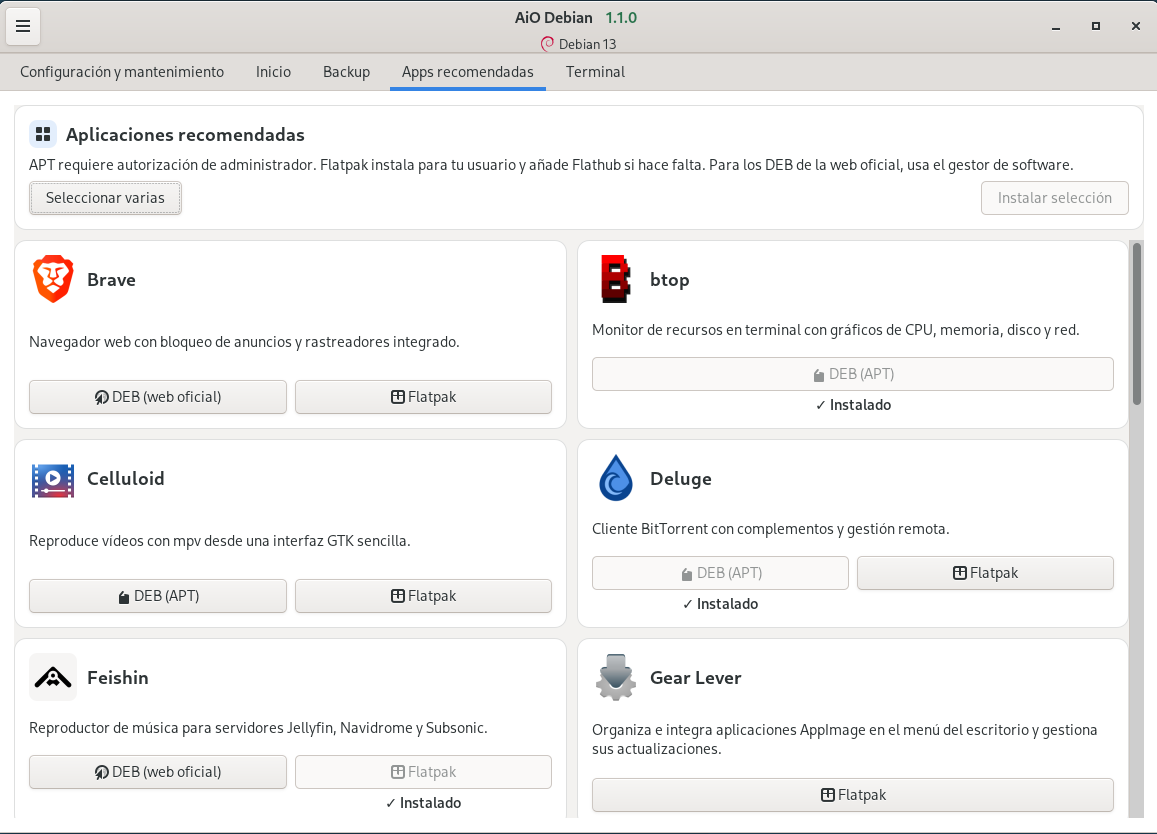 AiO Debian 1.1.0
Debian 13
Configuración y mantenimiento Inicio Backup Apps recomendadas Terminal
Aplicaciones recomendadas
APT requiere autorización de administrador. Flatpak instala para tu usuario y añade Flathub si hace falta. Para los DEB de la web oficial, usa el gestor de software.
Seleccionar varias Instalar selección
Brave
Navegador web con bloqueo de anuncios y rastreadores integrado.
DEB (web oficial) Flatpak
btop
Monitor de recursos en terminal con gráficos de CPU, memoria, disco y red.
DEB (APT)
✓ Instalado
Celluloid
Reproduce vídeos con mpv desde una interfaz GTK sencilla.
DEB (APT) Flatpak
Deluge
Cliente BitTorrent con complementos y gestión remota.
DEB (APT) Flatpak
✓ Instalado
Feishin
Reproductor de música para servidores Jellyfin, Navidrome y Subsonic.
DEB (web oficial) Flatpak
✓ Instalado
Gear Lever
Organiza e integra aplicaciones AppImage en el menú del escritorio y gestiona
sus actualizaciones.
Flatpak